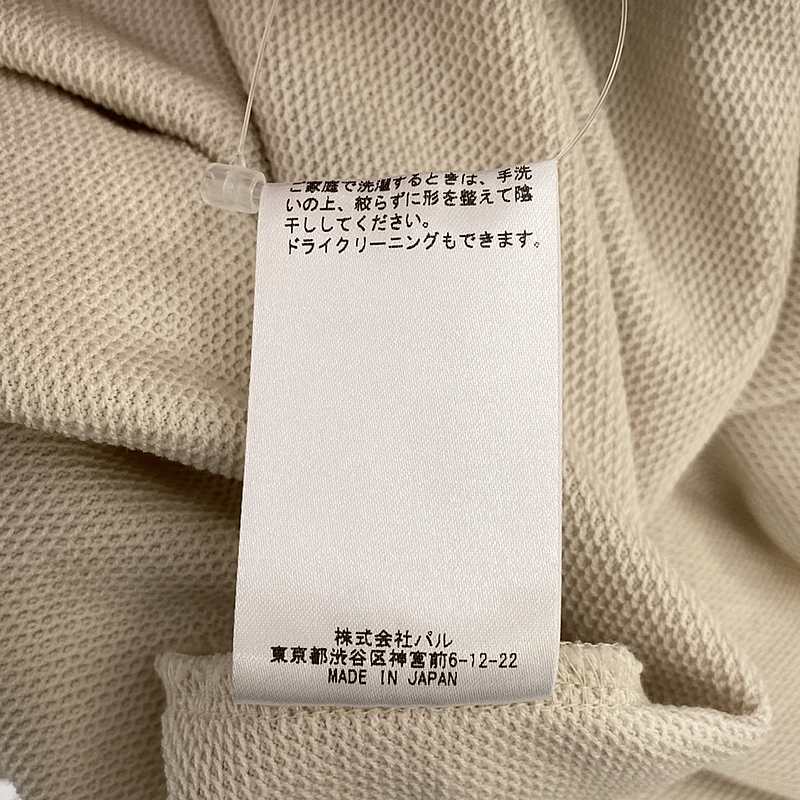 ご家庭で洗濯するときは、手洗
いの上、絞らずに形を整えて陰
干ししてください。
ドライクリーニングもできます。
株式会社パル
東京都渋谷区神宮前6-12-22
MADE IN JAPAN